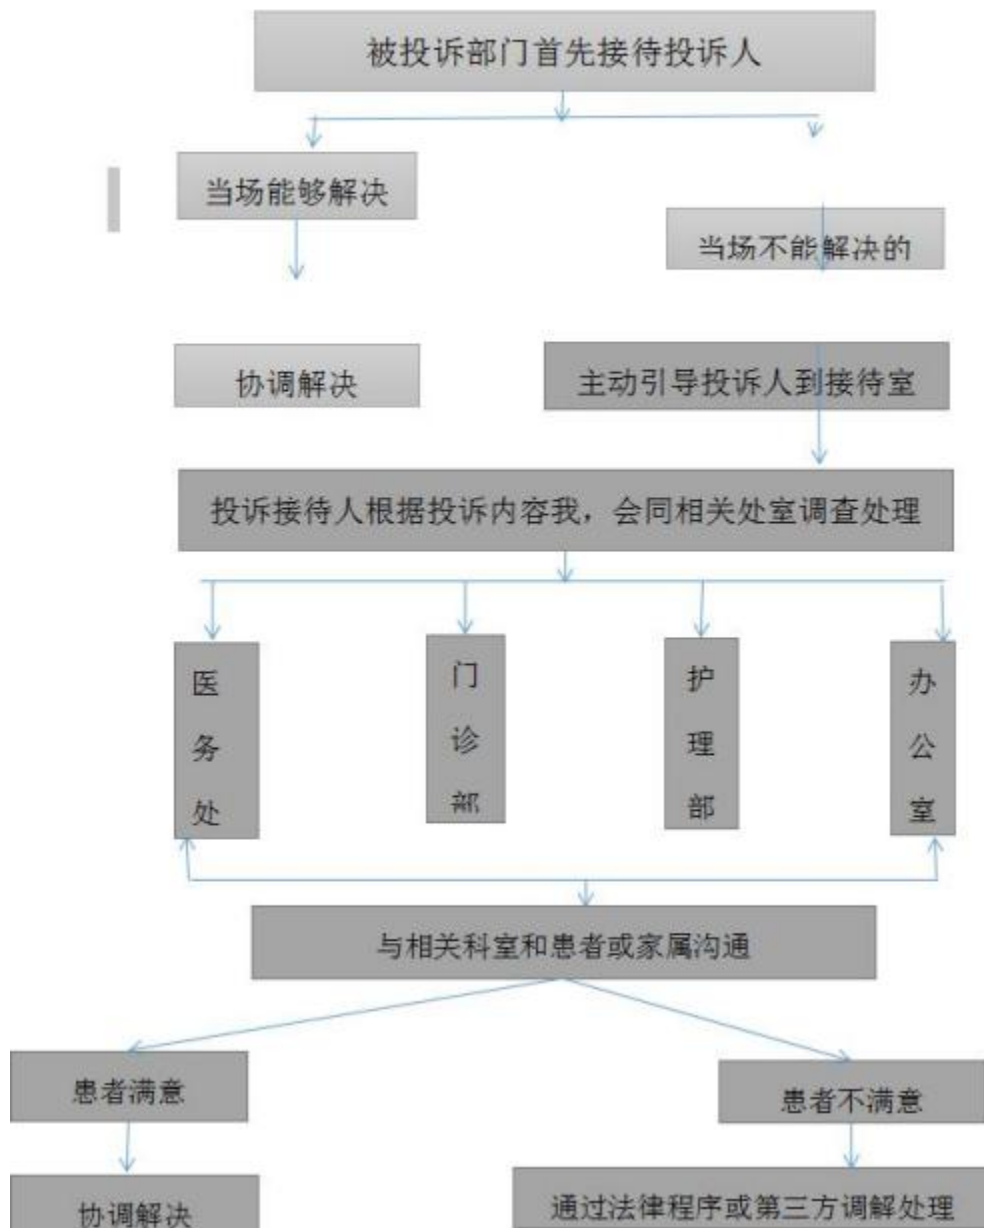 被投诉部门首先接待投诉人
当场能够解决
当场不能解决的
协调解决
主动引导投诉人到接待室
投诉接待人根据投诉内容我，会同相关处室调查处理
医务处
门诊部
护理部
办公室
与相关科室和患者或家属沟通
患者满意
患者不满意
协调解决
通过法律程序或第三方调解处理